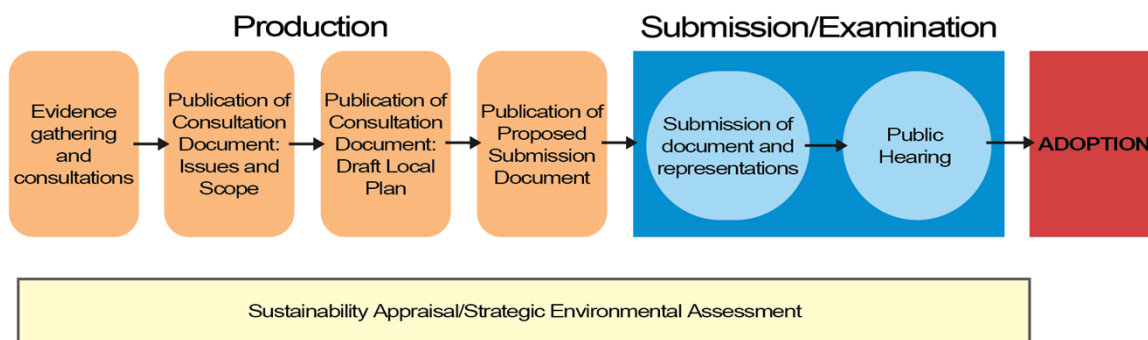 Production
Submission/Examination
Evidence
gathering
and
consultations
Publication of
Consultation
Document:
Issues and
Scope
Publication of
Consultation
Document:
Draft Local
Plan
Publication of
Proposed
Submission
Document
Submission of
document and
representations
Public
Hearing
ADOPTION
Sustainability Appraisal/Strategic Environmental Assessment